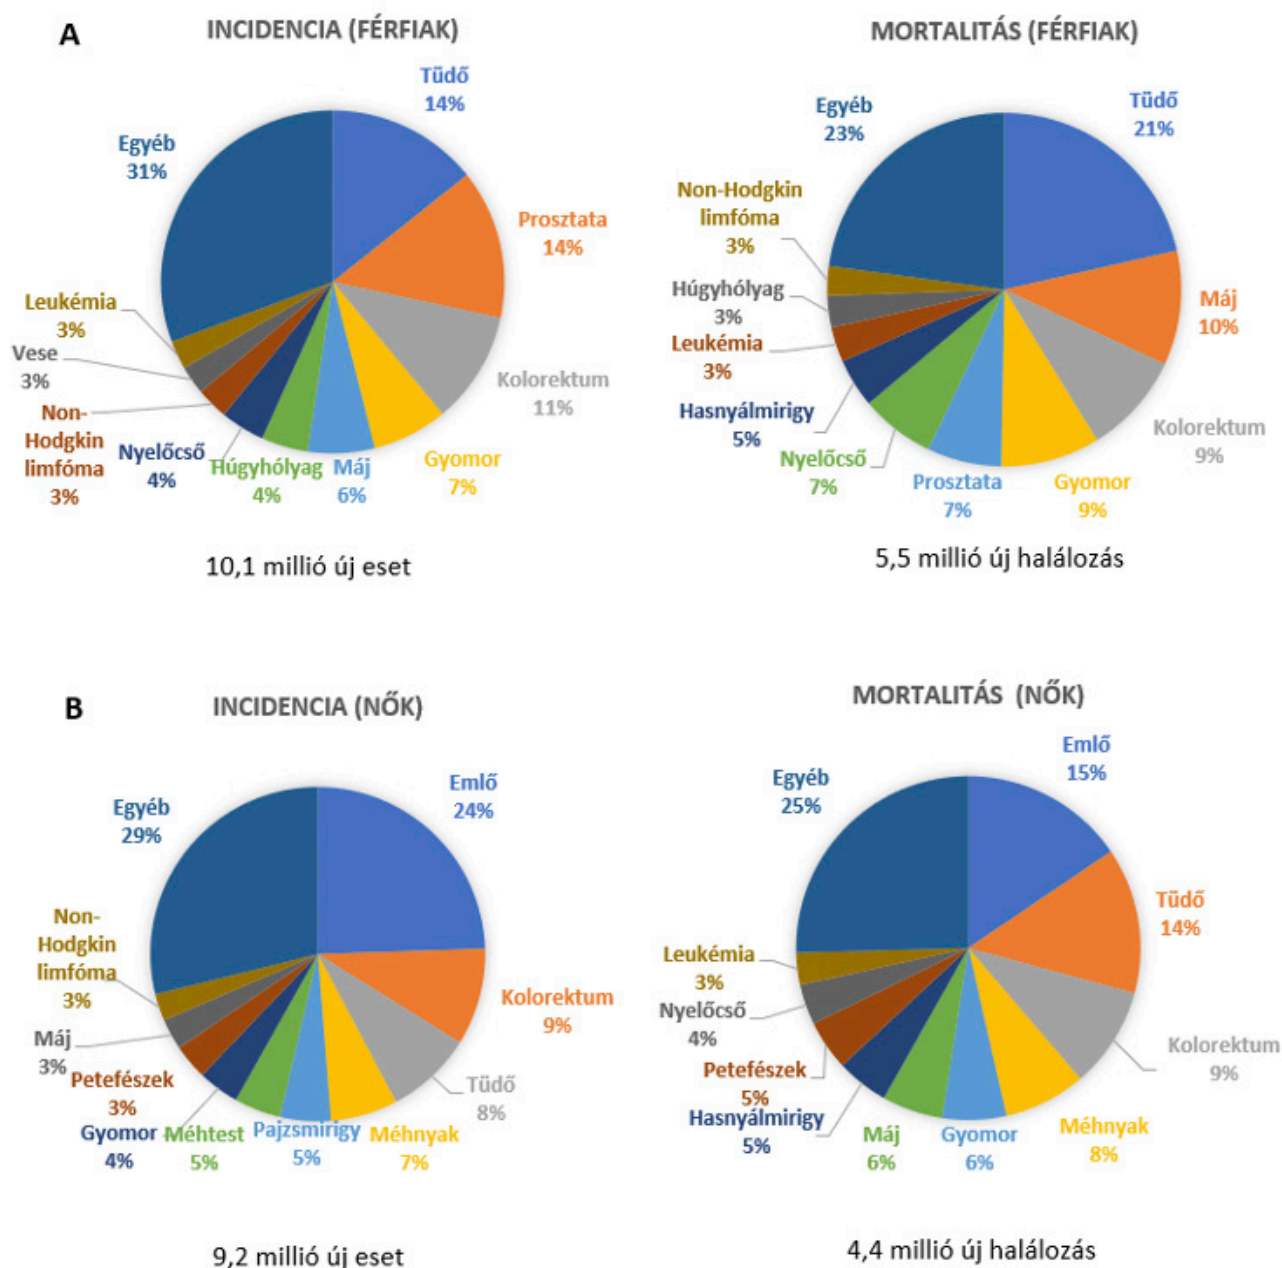 A
INCIDENCIA (FÉRFIAK)
Tüdő
14%
Prosztata
14%
Kolorektum
11%
Gyomor
7%
Máj
6%
Húgyhólyag
4%
Nyelőcső
4%
Non-
Hodgkin
limfóma
3%
Vese
3%
Leukémia
3%
Egyéb
31%
10,1 millió új eset
MORTALITÁS (FÉRFIAK)
Tüdő
21%
Máj
10%
Kolorektum
9%
Gyomor
9%
Prosztata
7%
Nyelőcső
7%
Hasnyálmirigy
5%
Leukémia
3%
Húgyhólyag
3%
Non-Hodgkin
limfóma
3%
Egyéb
23%
5,5 millió új halálozás
B
INCIDENCIA (NŐK)
Emlő
24%
Kolorektum
9%
Tüdő
8%
Méhnyak
7%
Pajzsmirigy
5%
Méhtest
5%
Gyomor
4%
Petefészek
3%
Máj
3%
Non-
Hodgkin
limfóma
3%
Egyéb
29%
9,2 millió új eset
MORTALITÁS (NŐK)
Emlő
15%
Tüdő
14%
Kolorektum
9%
Méhnyak
8%
Gyomor
6%
Máj
6%
Hasnyálmirigy
5%
Petefészek
5%
Nyelőcső
4%
Leukémia
3%
Egyéb
25%
4,4 millió új halálozás